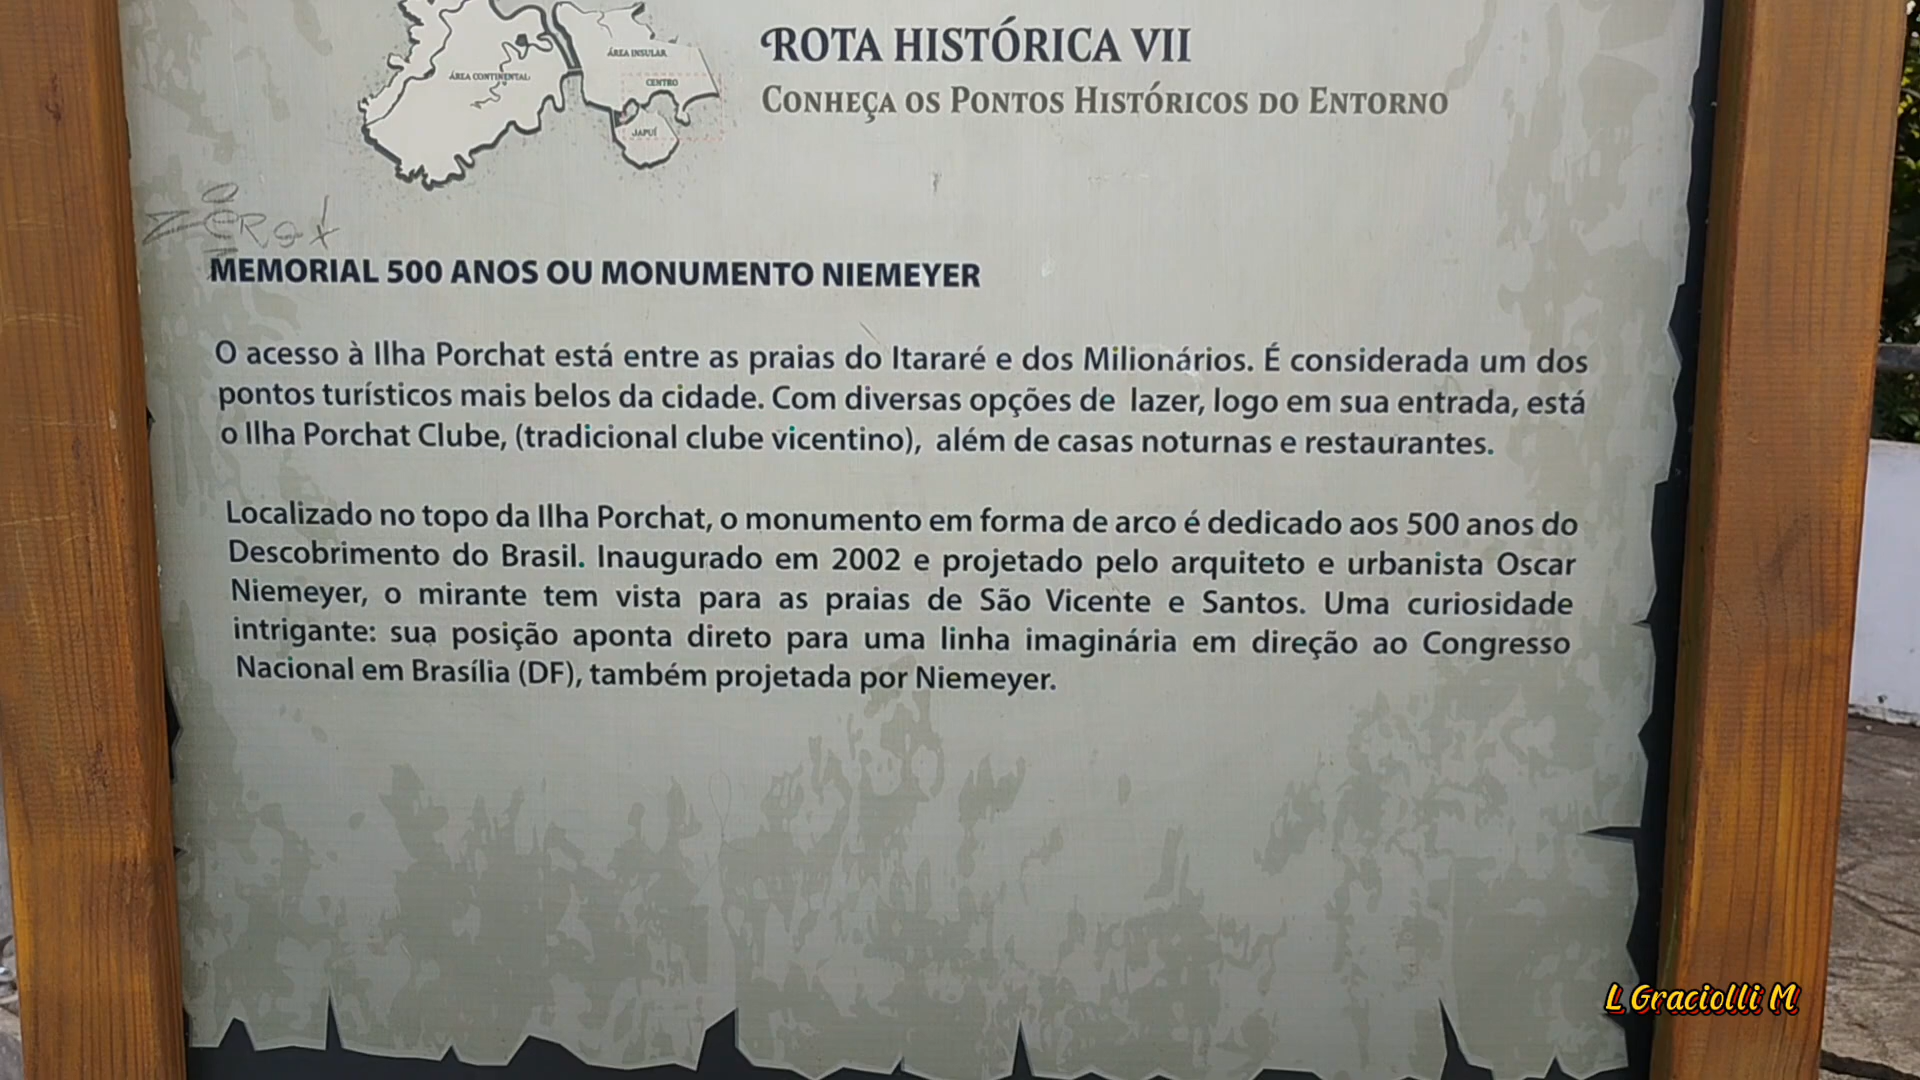 ÁREA INSULAR
ÁREA CONTINENTAL
CENTRO
JAPUÍ
ROTA HISTÓRICA VII
CONHEÇA OS PONTOS HISTÓRICOS DO ENTORNO
MEMORIAL 500 ANOS OU MONUMENTO NIEMEYER
O acesso à Ilha Porchat está entre as praias do Itararé e dos Milionários. É considerada um dos
pontos turísticos mais belos da cidade. Com diversas opções de lazer, logo em sua entrada, está
o Ilha Porchat Clube, (tradicional clube vicentino), além de casas noturnas e restaurantes.
Localizado no topo da Ilha Porchat, o monumento em forma de arco é dedicado aos 500 anos do
Descobrimento do Brasil. Inaugurado em 2002 e projetado pelo arquiteto e urbanista Oscar
Niemeyer, o mirante tem vista para as praias de São Vicente e Santos. Uma curiosidade
intrigante: sua posição aponta direto para uma linha imaginária em direção ao Congresso
Nacional em Brasília (DF), também projetada por Niemeyer.
L Graciolli M